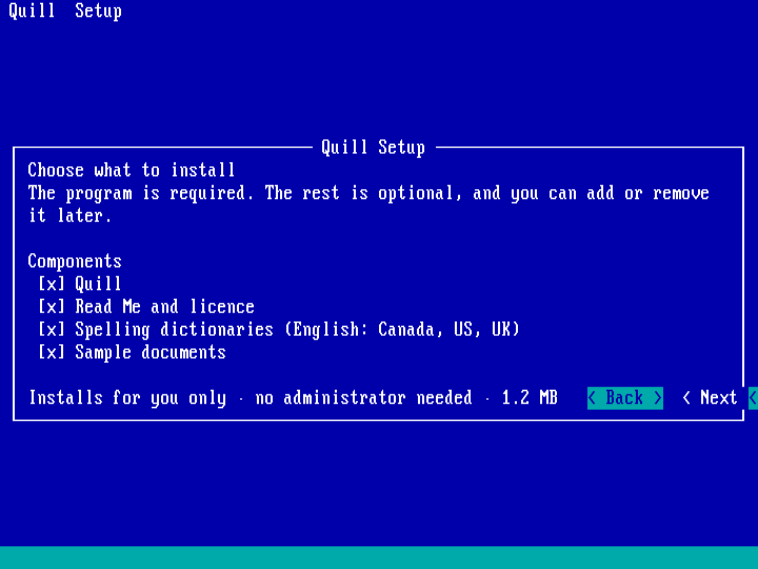 Quill  Setup
Quill Setup
Choose what to install
The program is required. The rest is optional, and you can add or remove
it later.
Components
[x] Quill
[x] Read Me and licence
[x] Spelling dictionaries (English: Canada, US, UK)
[x] Sample documents
Installs for you only · no administrator needed · 1.2 MB   < Back >  < Next <